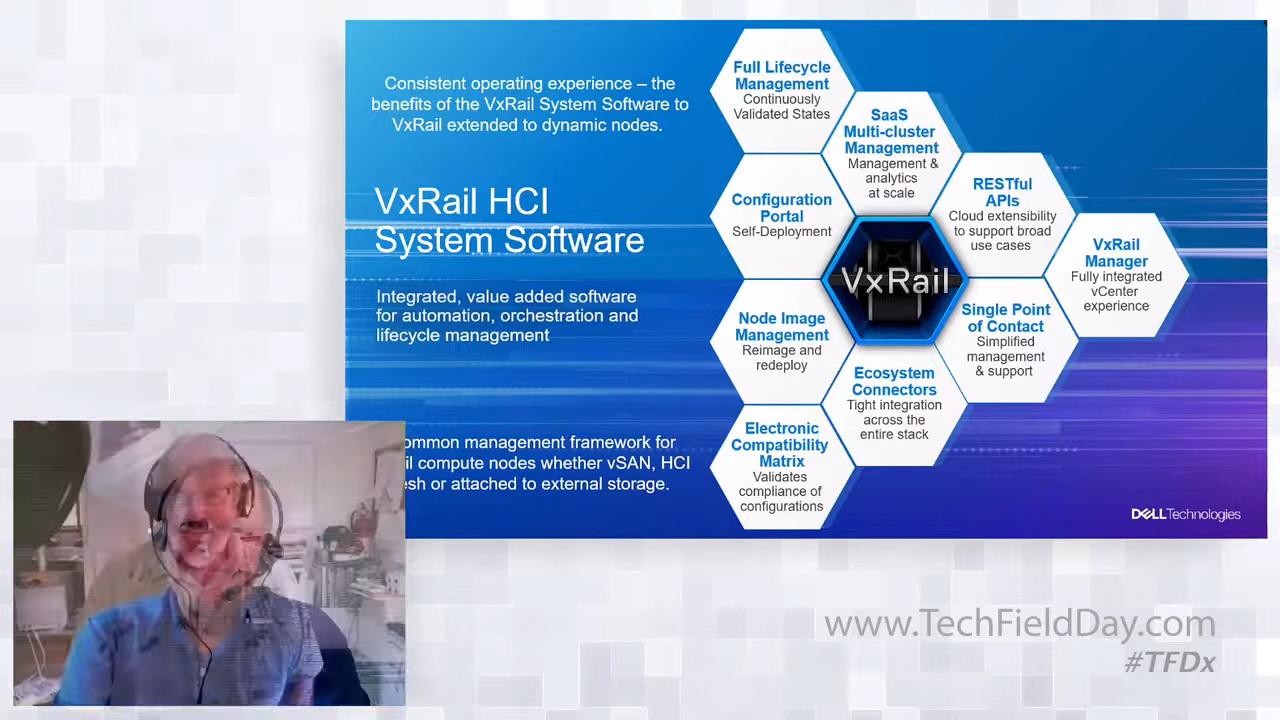 Consistent operating experience – the
benefits of the VxRail System Software to
VxRail extended to dynamic nodes.
VxRail HCI
System Software
Integrated, value added software
for automation, orchestration and
lifecycle management
ommon management framework for
il compute nodes whether vSAN, HCI
sh or attached to external storage.
Full Lifecycle
Management
Continuously
Validated States
SaaS
Multi-cluster
Management
Management &
analytics
at scale
RESTful
APIs
Cloud extensibility
to support broad
use cases
VxRail
Manager
Fully integrated
vCenter
experience
Configuration
Portal
Self-Deployment
VxRail
Single Point
of Contact
Simplified
management
& support
Node Image
Management
Reimage and
redeploy
Ecosystem
Connectors
Tight integration
across the
entire stack
Electronic
Compatibility
Matrix
Validates
compliance of
configurations
DELL Technologies
www.TechFieldDay.com
#TFDx